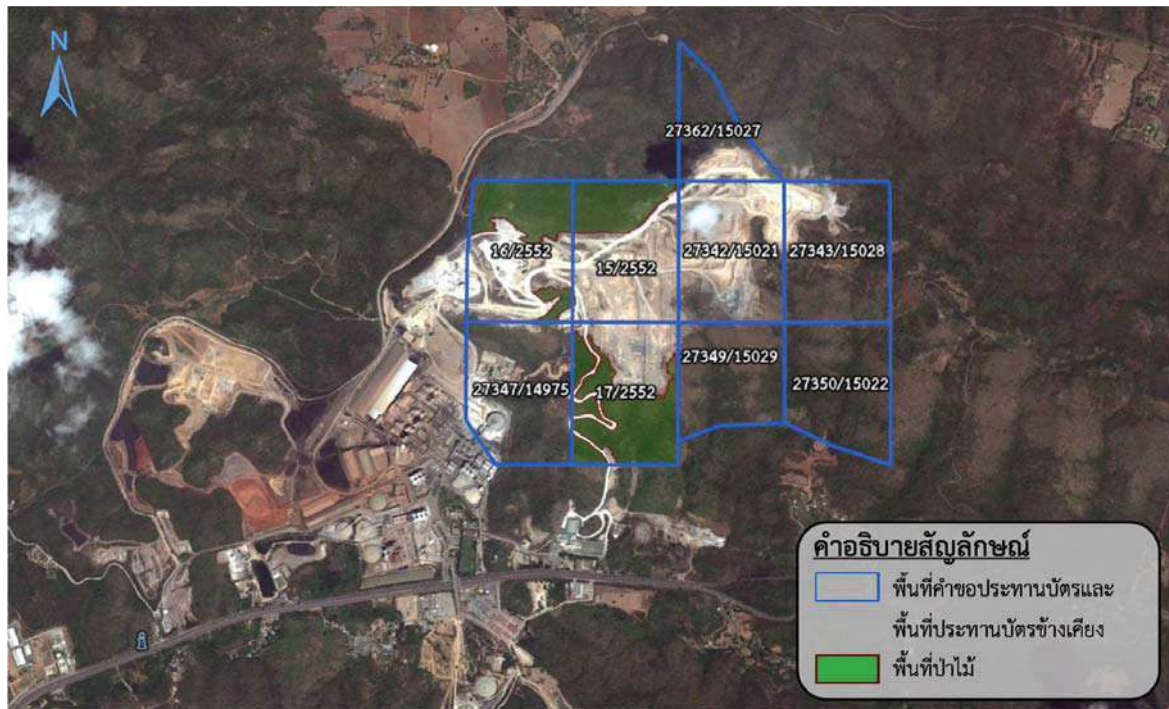 N
27362/15027
16/2552
15/2552
27342/15021
27343/15028
27347/14975
17/2552
27349/15029
27350/15022
คำอธิบายสัญลักษณ์
พื้นที่คำขอประทานบัตรและ
พื้นที่ประทานบัตรข้างเคียง
พื้นที่ป่าไม้